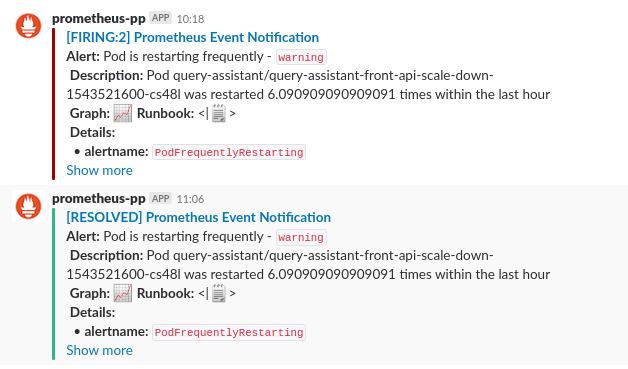 prometheus-pp APP 10:18
[FIRING:2] Prometheus Event Notification
Alert: Pod is restarting frequently - warning
Description: Pod query-assistant/query-assistant-front-api-scale-down-
1543521600-cs48l was restarted 6.090909090909091 times within the last hour
Graph: 📈 Runbook: <|🗒️>
Details:
• alertname: PodFrequentlyRestarting
Show more
prometheus-pp APP 11:06
[RESOLVED] Prometheus Event Notification
Alert: Pod is restarting frequently - warning
Description: Pod query-assistant/query-assistant-front-api-scale-down-
1543521600-cs48l was restarted 6.090909090909091 times within the last hour
Graph: 📈 Runbook: <|🗒️>
Details:
• alertname: PodFrequentlyRestarting
Show more